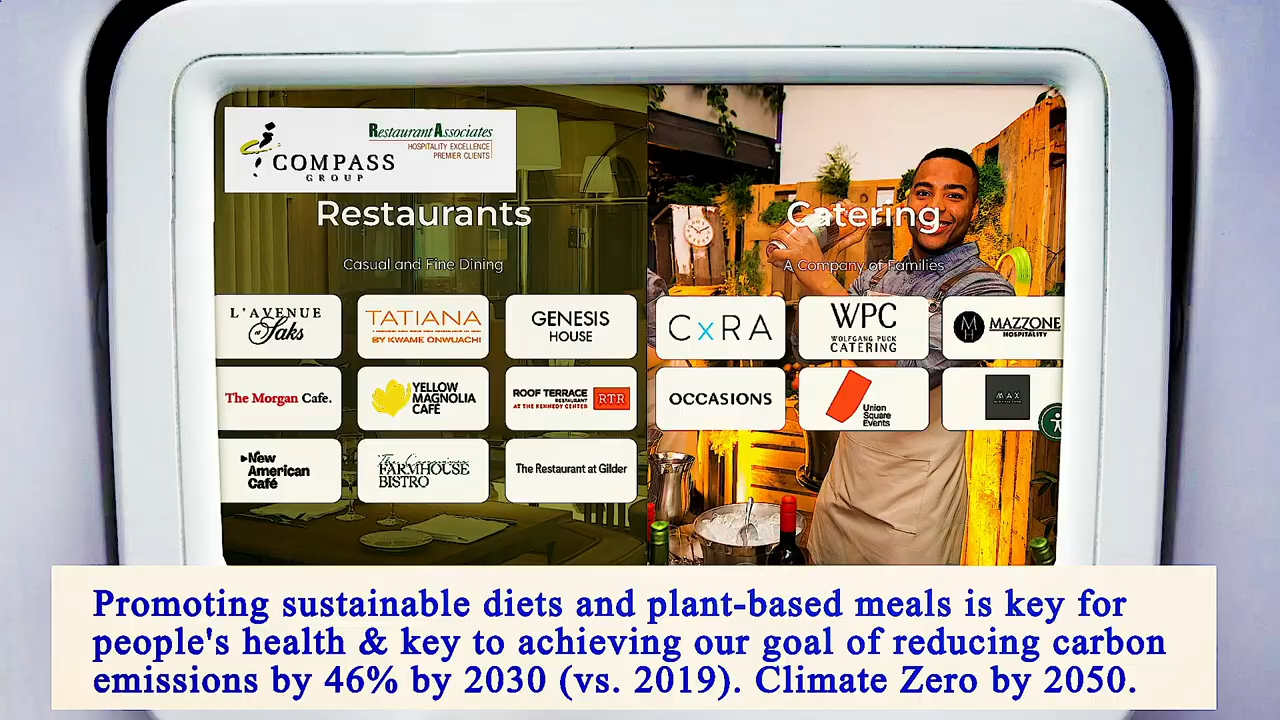 COMPASS
GROUP
Restaurant Associates
HOSPITALITY EXCELLENCE
PREMIER CLIENTS
Restaurants
Casual and Fine Dining
L'AVENUE
at Saks
TATIANA
BY KWAME ONWUACHI
GENESIS
HOUSE
The Morgan Cafe.
YELLOW
MAGNOLIA
CAFÉ
ROOF TERRACE
RESTAURANT
AT THE KENNEDY CENTER
RTR
New
American
Café
FARMHOUSE
BISTRO
The Restaurant at Gilder
Catering
A Company of Families
CxRA
WPC
WOLFGANG PUCK
CATERING
MH
MAZZONE
HOSPITALITY
OCCASIONS
Union
Square
Events
MAX
Promoting sustainable diets and plant-based meals is key for
people's health & key to achieving our goal of reducing carbon
emissions by 46% by 2030 (vs. 2019). Climate Zero by 2050.